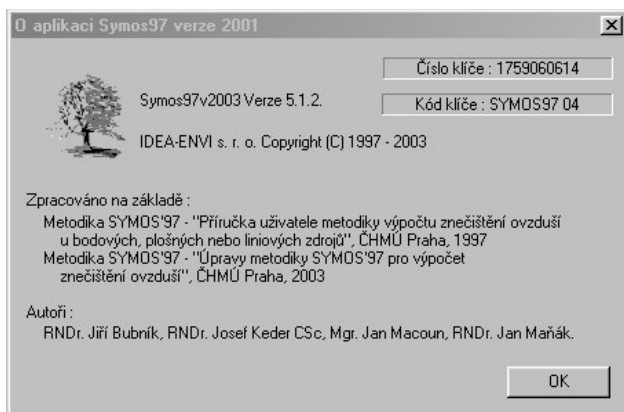 O aplikaci Symos97 verze 2001
Číslo klíče : 1759060614
Symos97v2003 Verze 5.1.2.
Kód klíče : SYMOS97 04
IDEA-ENVI s. r. o. Copyright (C) 1997 - 2003
Zpracováno na základě :
Metodika SYMOS'97 - "Příručka uživatele metodiky výpočtu znečištění ovzduší
u bodových, plošných nebo liniových zdrojů", ČHMÚ Praha, 1997
Metodika SYMOS'97 - "Úpravy metodiky SYMOS'97 pro výpočet
znečištění ovzduší", ČHMÚ Praha, 2003
Autoři :
RNDr. Jiří Bubník, RNDr. Josef Keder CSc, Mgr. Jan Macoun, RNDr. Jan Maňák.
OK